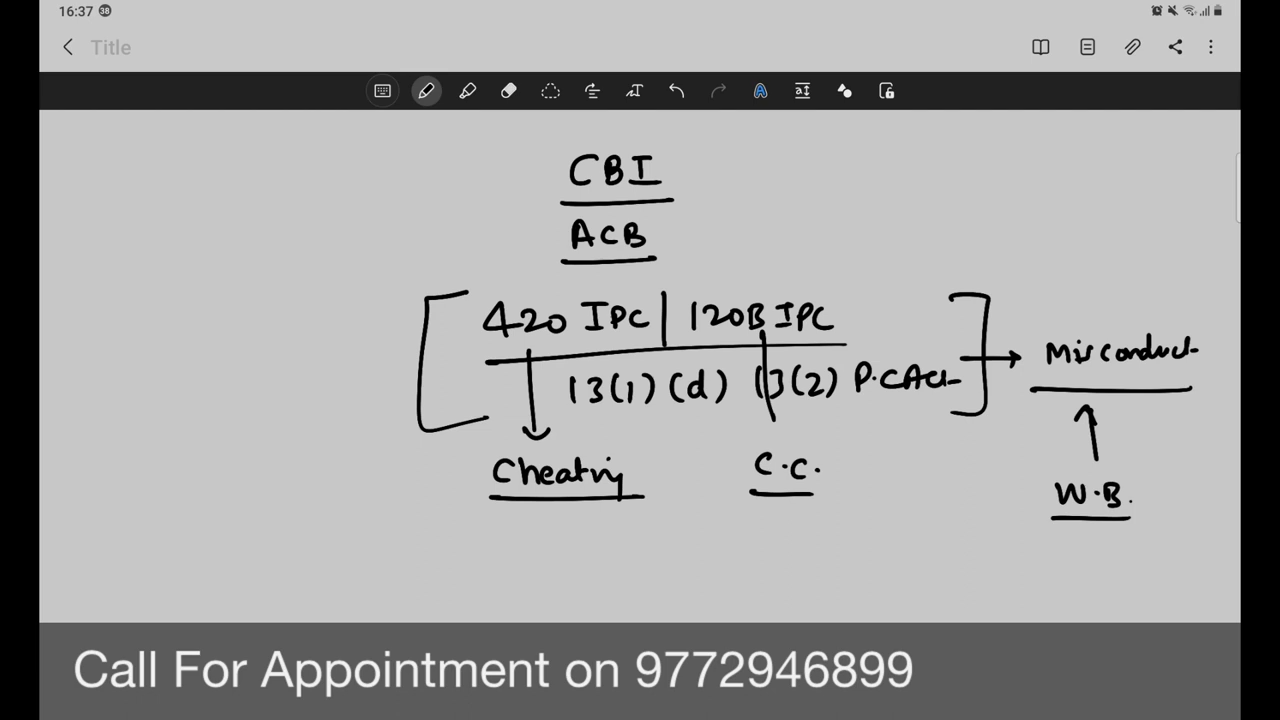 16:37 38
Title
CBI
ACB
420 IPC | 120B IPC
13(1)(d) 13(2) P.C Act
Misconduct
Cheating
C.C.
W.B.
Call For Appointment on 9772946899